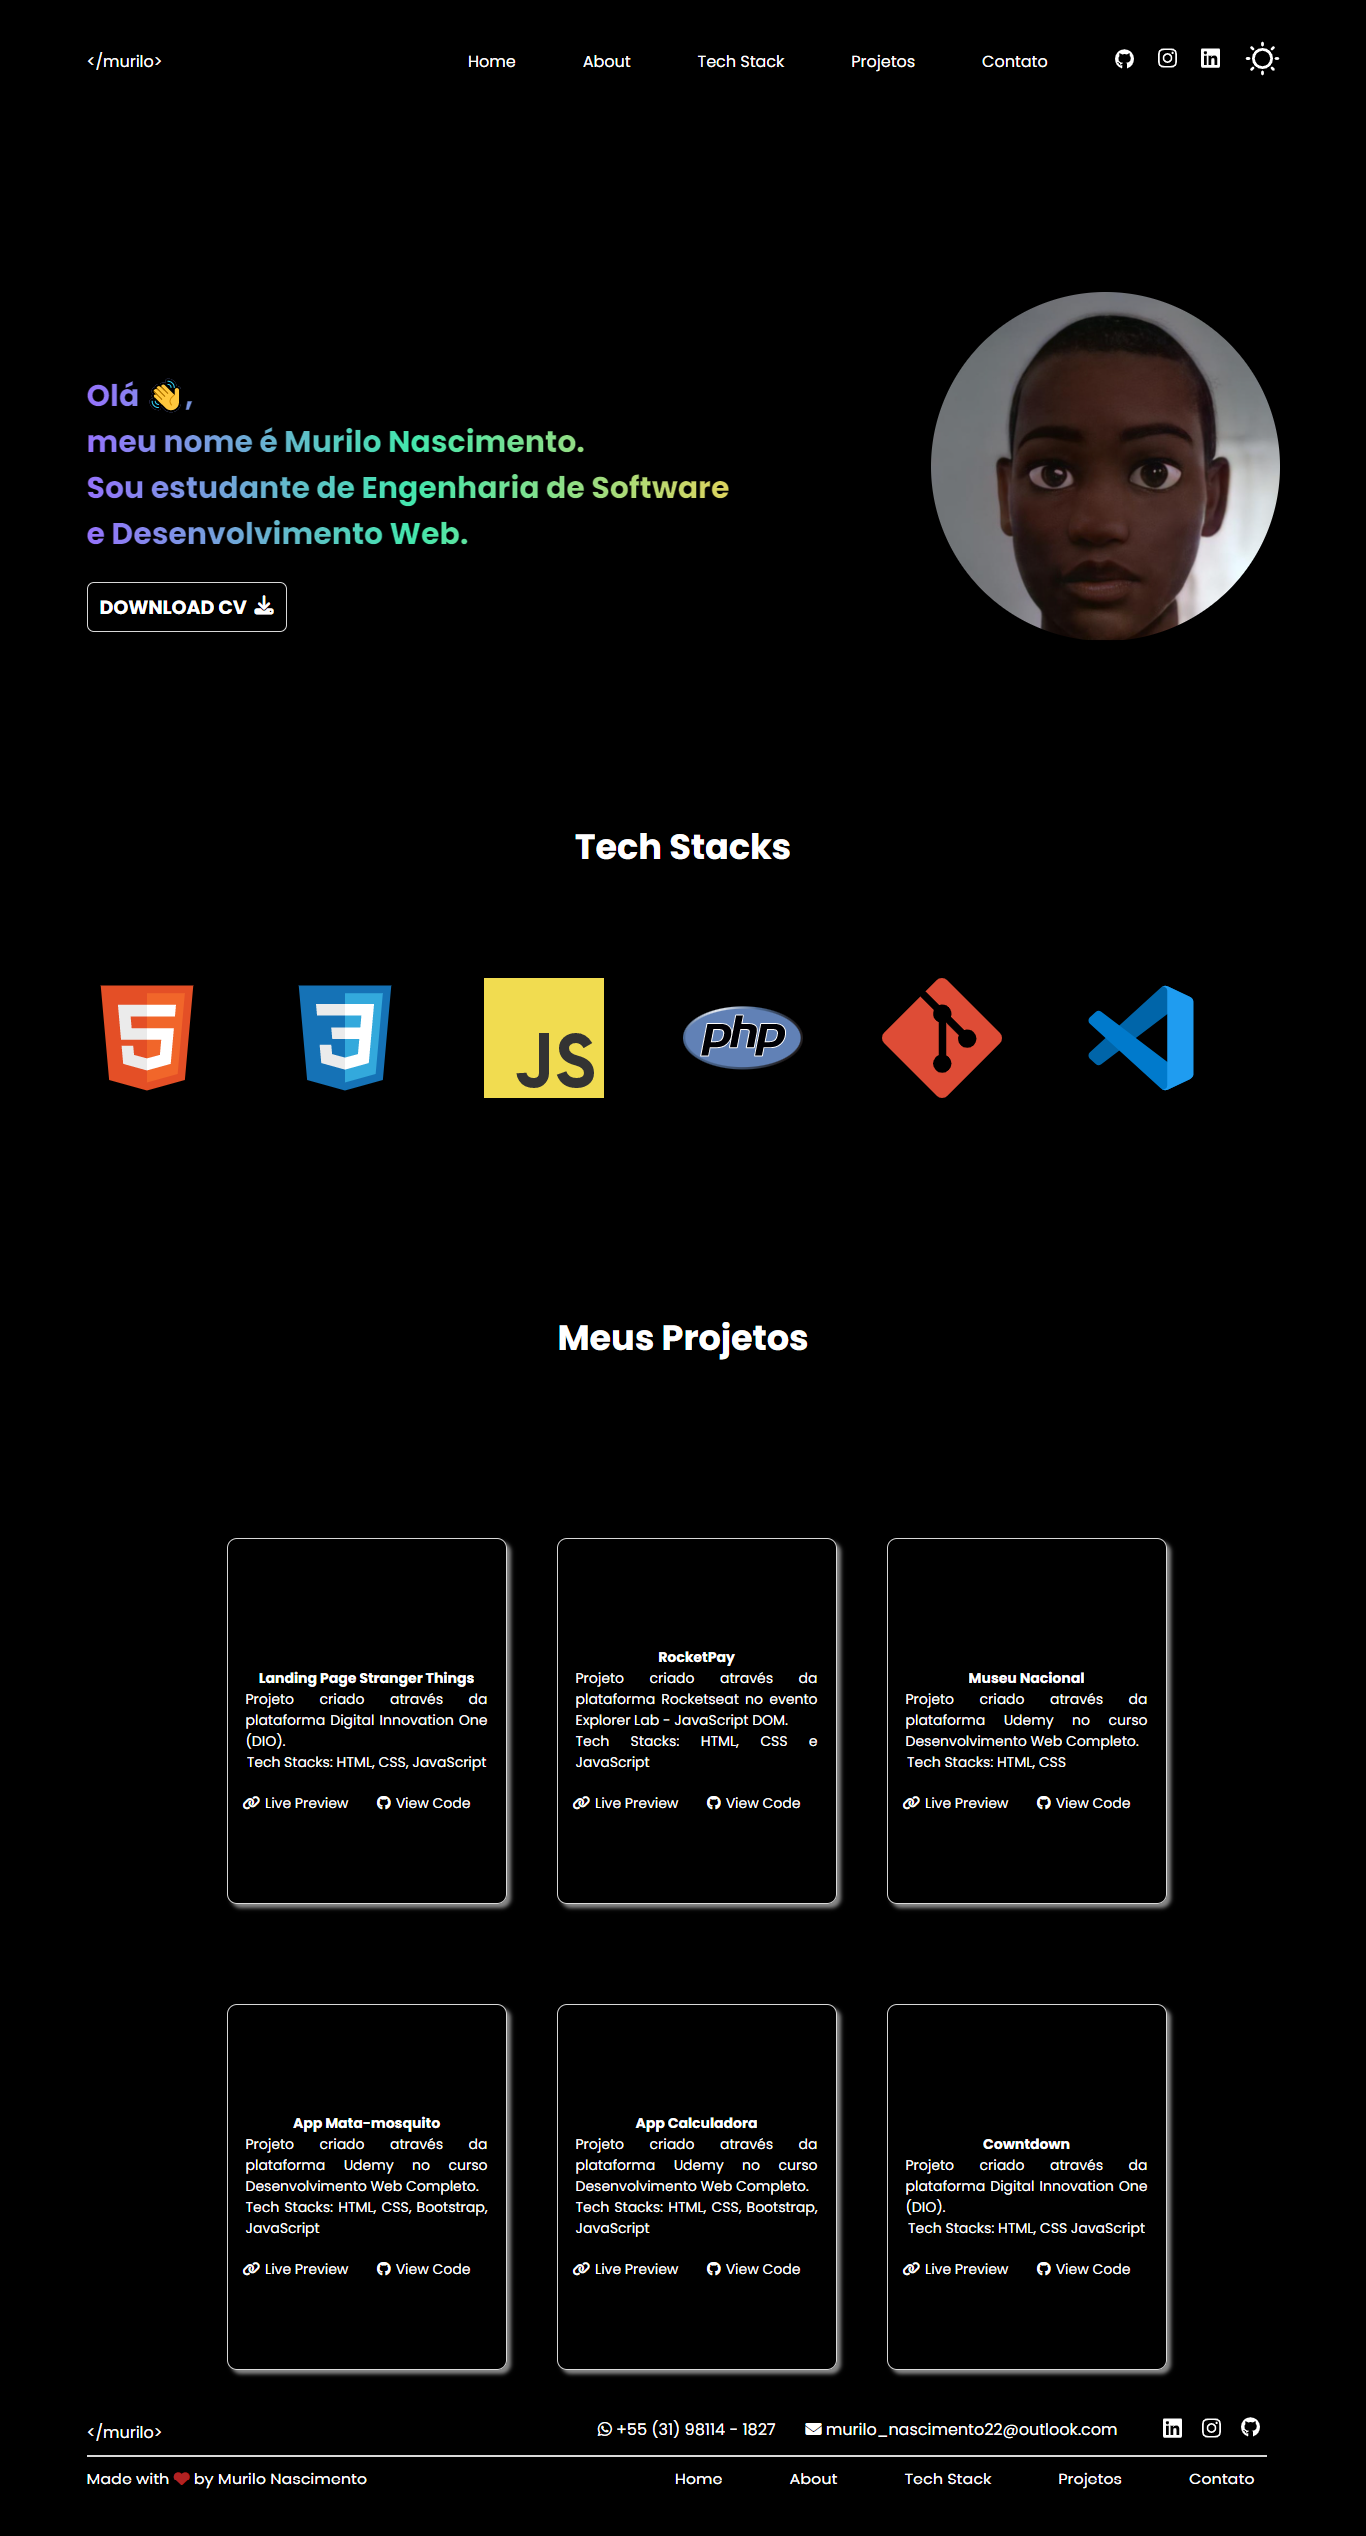 </murilo>
Home About Tech Stack Projetos Contato
Olá 👋,
meu nome é Murilo Nascimento.
Sou estudante de Engenharia de Software
e Desenvolvimento Web.
DOWNLOAD CV
Tech Stacks
5
3
JS
php
Meus Projetos
Landing Page Stranger Things
Projeto criado através da
plataforma Digital Innovation One
(DIO).
Tech Stacks: HTML, CSS, JavaScript
Live Preview View Code
RocketPay
Projeto criado através da
plataforma Rocketseat no evento
Explorer Lab - JavaScript DOM.
Tech Stacks: HTML, CSS e
JavaScript
Live Preview View Code
Museu Nacional
Projeto criado através da
plataforma Udemy no curso
Desenvolvimento Web Completo.
Tech Stacks: HTML, CSS
Live Preview View Code
App Mata-mosquito
Projeto criado através da
plataforma Udemy no curso
Desenvolvimento Web Completo.
Tech Stacks: HTML, CSS, Bootstrap,
JavaScript
Live Preview View Code
App Calculadora
Projeto criado através da
plataforma Udemy no curso
Desenvolvimento Web Completo.
Tech Stacks: HTML, CSS, Bootstrap,
JavaScript
Live Preview View Code
Cowntdown
Projeto criado através da
plataforma Digital Innovation One
(DIO).
Tech Stacks: HTML, CSS JavaScript
Live Preview View Code
</murilo>
+55 (31) 98114 - 1827 murilo_nascimento22@outlook.com
Made with ❤ by Murilo Nascimento
Home About Tech Stack Projetos Contato